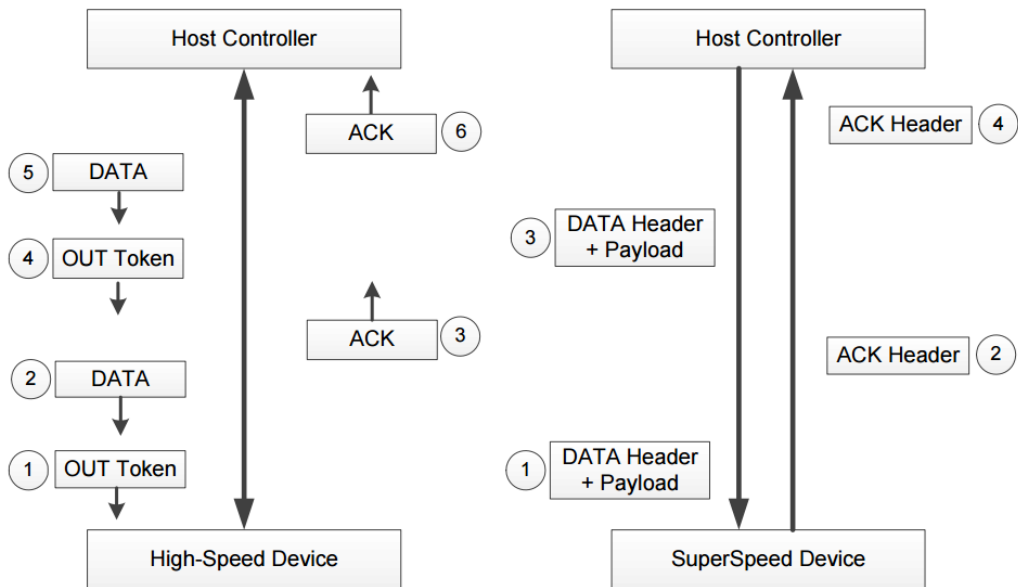 Host Controller
ACK
6
5
DATA
4
OUT Token
ACK
3
2
DATA
1
OUT Token
High-Speed Device
Host Controller
ACK Header
4
3
DATA Header
+ Payload
ACK Header
2
1
DATA Header
+ Payload
SuperSpeed Device